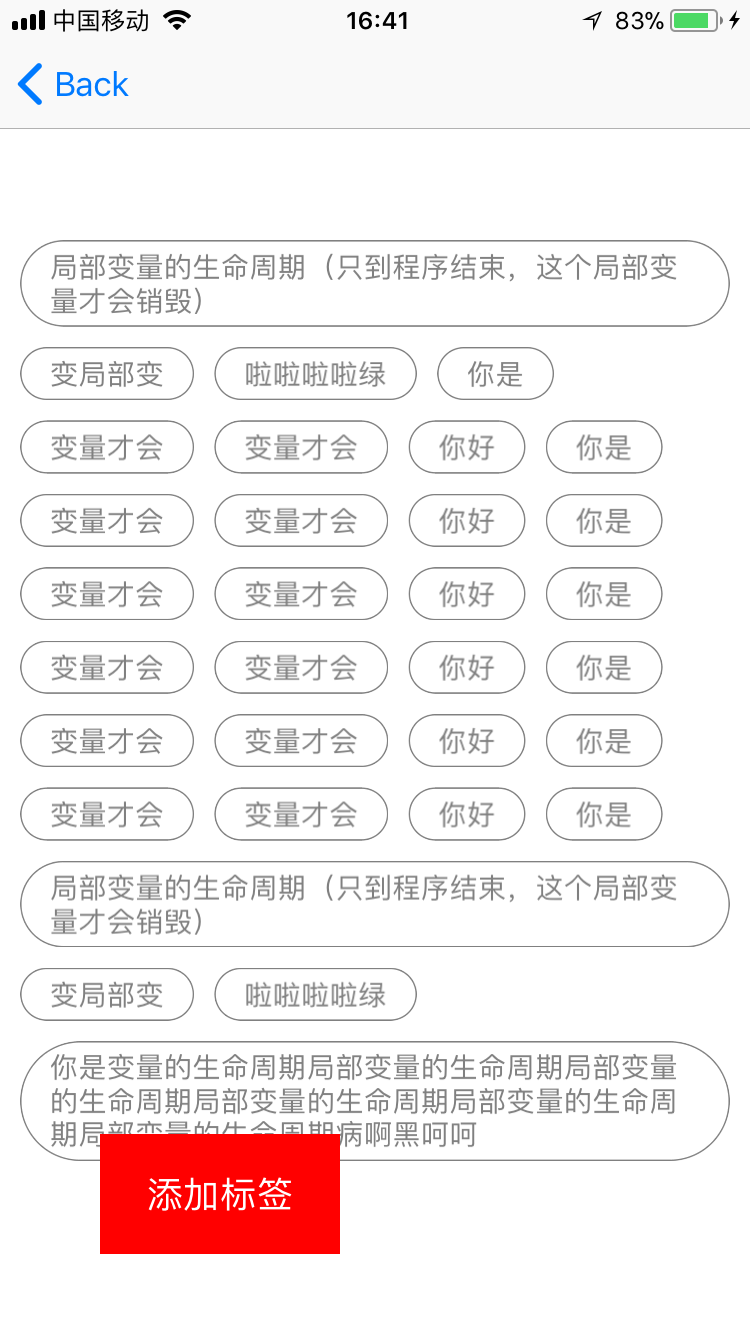 中国移动 16:41 83%
Back
局部变量的生命周期（只到程序结束，这个局部变
量才会销毁）
变局部变 啦啦啦啦绿 你是
变量才会 变量才会 你好 你是
变量才会 变量才会 你好 你是
变量才会 变量才会 你好 你是
变量才会 变量才会 你好 你是
变量才会 变量才会 你好 你是
变量才会 变量才会 你好 你是
局部变量的生命周期（只到程序结束，这个局部变
量才会销毁）
变局部变 啦啦啦啦绿
你是变量的生命周期局部变量的生命周期局部变量
的生命周期局部变量的生命周期局部变量的生命周
期局部变量的生命周期病啊黑呵呵
添加标签